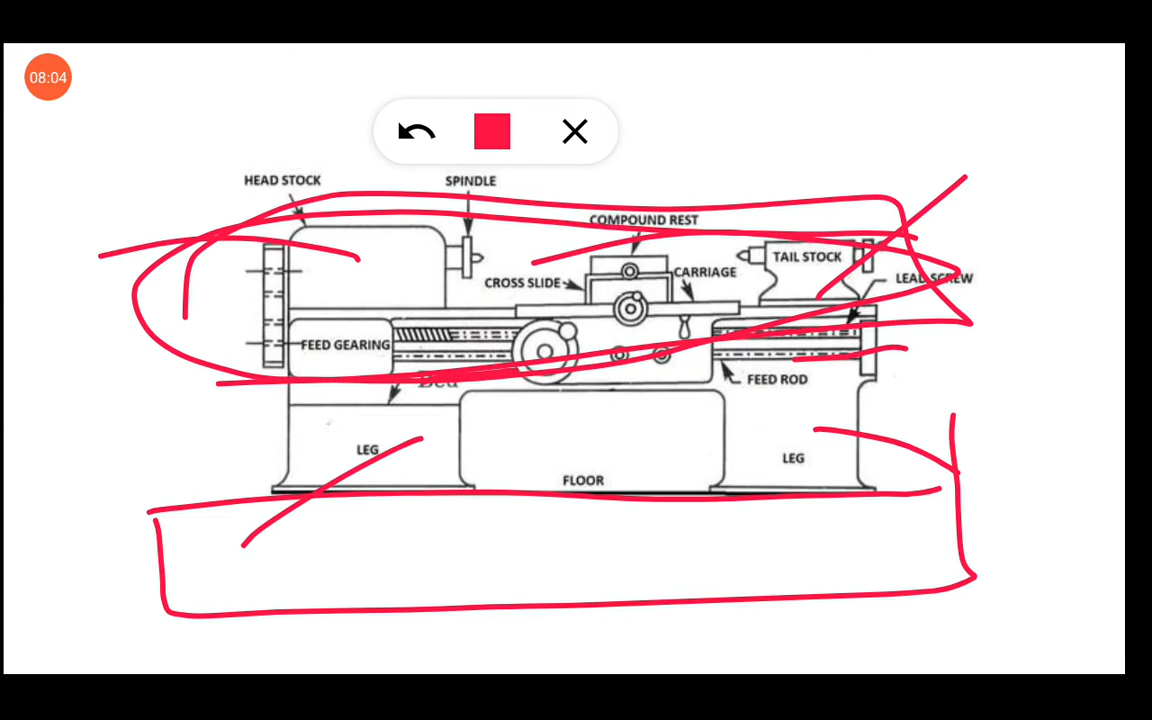 08:04
HEAD STOCK
SPINDLE
COMPOUND REST
TAIL STOCK
CROSS SLIDE
CARRIAGE
LEAD SCREW
FEED GEARING
Bed
FEED ROD
LEG
LEG
FLOOR